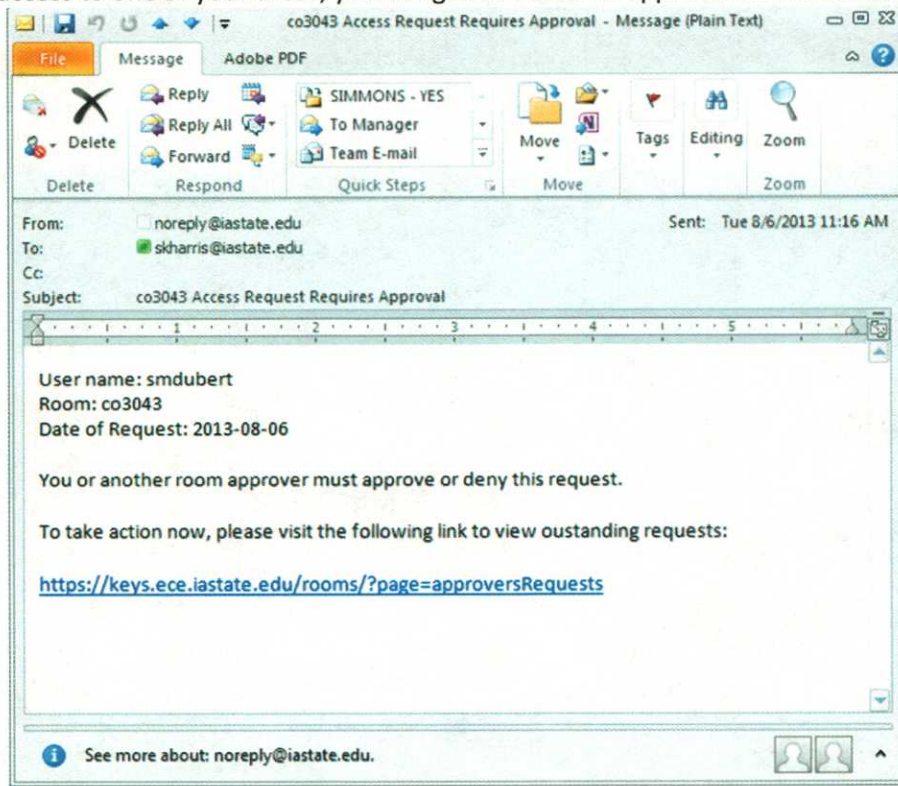 co3043 Access Request Requires Approval - Message (Plain Text)
File Message Adobe PDF
Delete
Reply
Reply All
Forward
SIMMONS - YES
To Manager
Team E-mail
Move
Tags
Editing
Zoom
Delete Respond Quick Steps Move Zoom
From: noreply@iastate.edu Sent: Tue 8/6/2013 11:16 AM
To: skharris@iastate.edu
Cc:
Subject: co3043 Access Request Requires Approval
1 2 3 4 5
User name: smdubert
Room: co3043
Date of Request: 2013-08-06
You or another room approver must approve or deny this request.
To take action now, please visit the following link to view oustanding requests:
https://keys.ece.iastate.edu/rooms/?page=approversRequests
See more about: noreply@iastate.edu.